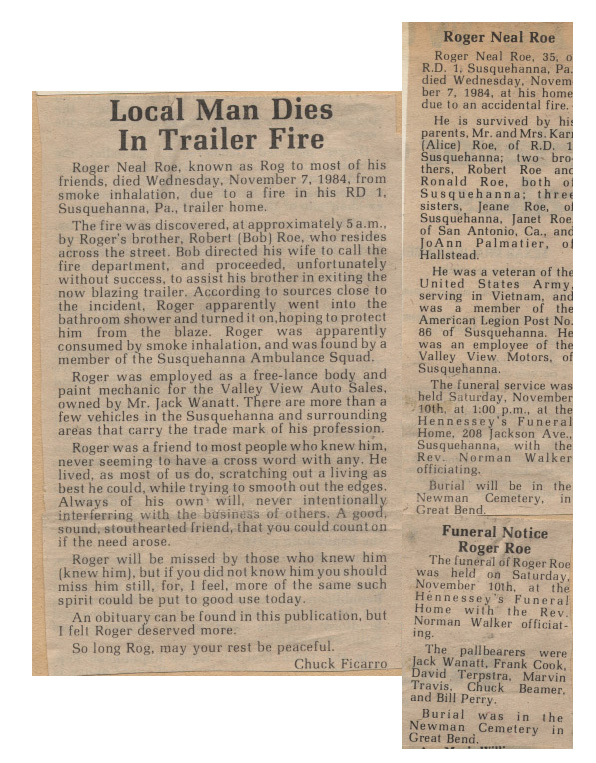 Local Man Dies
In Trailer Fire
Roger Neal Roe, known as Rog to most of his
friends, died Wednesday, November 7, 1984, from
smoke inhalation, due to a fire in his RD 1,
Susquehanna, Pa., trailer home.
The fire was discovered, at approximately 5 a.m.,
by Roger's brother, Robert (Bob) Roe, who resides
across the street. Bob directed his wife to call the
fire department, and proceeded, unfortunately
without success, to assist his brother in exiting the
now blazing trailer. According to sources close to
the incident, Roger apparently went into the
bathroom shower and turned it on,hoping to protect
him from the blaze. Roger was apparently
consumed by smoke inhalation, and was found by a
member of the Susquehanna Ambulance Squad.
Roger was employed as a free-lance body and
paint mechanic for the Valley View Auto Sales,
owned by Mr. Jack Wanatt. There are more than a
few vehicles in the Susquehanna and surrounding
areas that carry the trade mark of his profession.
Roger was a friend to most people who knew him,
never seeming to have a cross word with any. He
lived, as most of us do, scratching out a living as
best he could, while trying to smooth out the edges.
Always of his own will, never intentionally
interfering with the business of others. A good,
sound, stouthearted friend, that you could count on
if the need arose.
Roger will be missed by those who knew him
(knew him), but if you did not know him you should
miss him still, for, I feel, more of the same such
spirit could be put to good use today.
An obituary can be found in this publication, but
I felt Roger deserved more.
So long Rog, may your rest be peaceful.
Chuck Ficarro
Roger Neal Roe
Roger Neal Roe, 35, o
R.D. 1, Susquehanna, Pa.
died Wednesday, Novem
ber 7, 1984, at his home
due to an accidental fire.
He is survived by his
parents, Mr. and Mrs. Karl
(Alice) Roe, of R.D. 1
Susquehanna; two bro-
thers, Robert Roe and
Ronald Roe, both of
Susquehanna; three
sisters, Jeane Roe, of
Susquehanna, Janet Roe
of San Antonio, Ca., and
JoAnn Palmatier, of
Hallstead.
He was a veteran of the
United States Army,
serving in Vietnam, and
was a member of the
American Legion Post No.
86 of Susquehanna. He
was an employee of the
Valley View Motors, of
Susquehanna.
The funeral service was
held Saturday, November
10th, at 1:00 p.m., at the
Hennessey's Funeral
Home, 208 Jackson Ave.,
Susquehanna, with the
Rev. Norman Walker
officiating.
Burial will be in the
Newman Cemetery, in
Great Bend.
Funeral Notice
Roger Roe
The funeral of Roger Roe
was held on Saturday,
November 10th, at the
Hennessey's Funeral
Home with the Rev.
Norman Walker officiat-
ing.
The pallbearers were
Jack Wanatt, Frank Cook,
David Terpstra, Marvin
Travis, Chuck Beamer,
and Bill Perry.
Burial was in the
Newman Cemetery in
Great Bend.